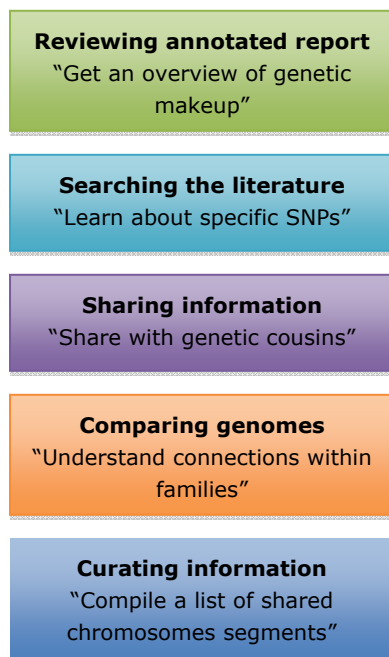 Reviewing annotated report
“Get an overview of genetic
makeup”
Searching the literature
“Learn about specific SNPs”
Sharing information
“Share with genetic cousins”
Comparing genomes
“Understand connections within
families”
Curating information
“Compile a list of shared
chromosomes segments”